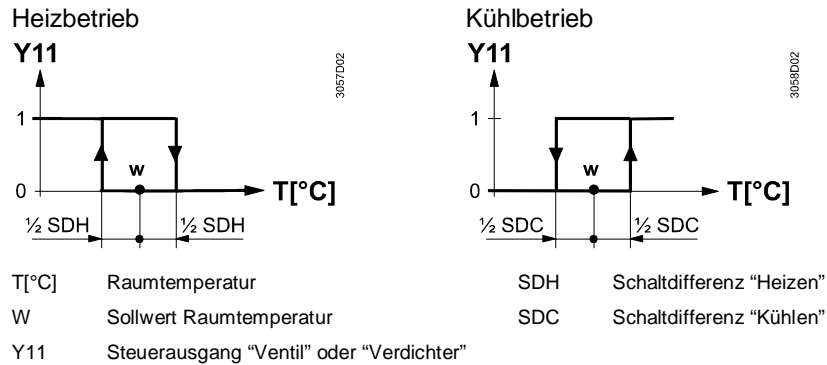 Heizbetrieb
Y11
3057D02
1
w
0
T[°C]
½ SDH
½ SDH
Kühlbetrieb
Y11
3058D02
1
w
0
T[°C]
½ SDC
½ SDC
T[°C] Raumtemperatur
W Sollwert Raumtemperatur
Y11 Steuerausgang “Ventil” oder “Verdichter”
SDH Schaltdifferenz “Heizen”
SDC Schaltdifferenz “Kühlen”